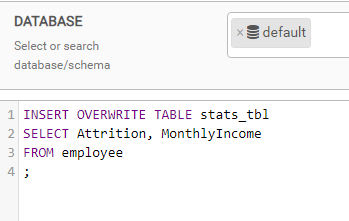 DATABASE
Select or search
database/schema
× default
1 INSERT OVERWRITE TABLE stats_tbl
2 SELECT Attrition, MonthlyIncome
3 FROM employee
4 ;